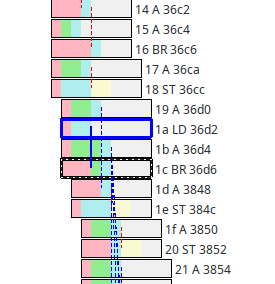 14 A 36c2
15 A 36c4
16 BR 36c6
17 A 36ca
18 ST 36cc
19 A 36d0
1a LD 36d2
1b A 36d4
1c BR 36d6
1d A 3848
1e ST 384c
1f A 3850
20 ST 3852
21 A 3854